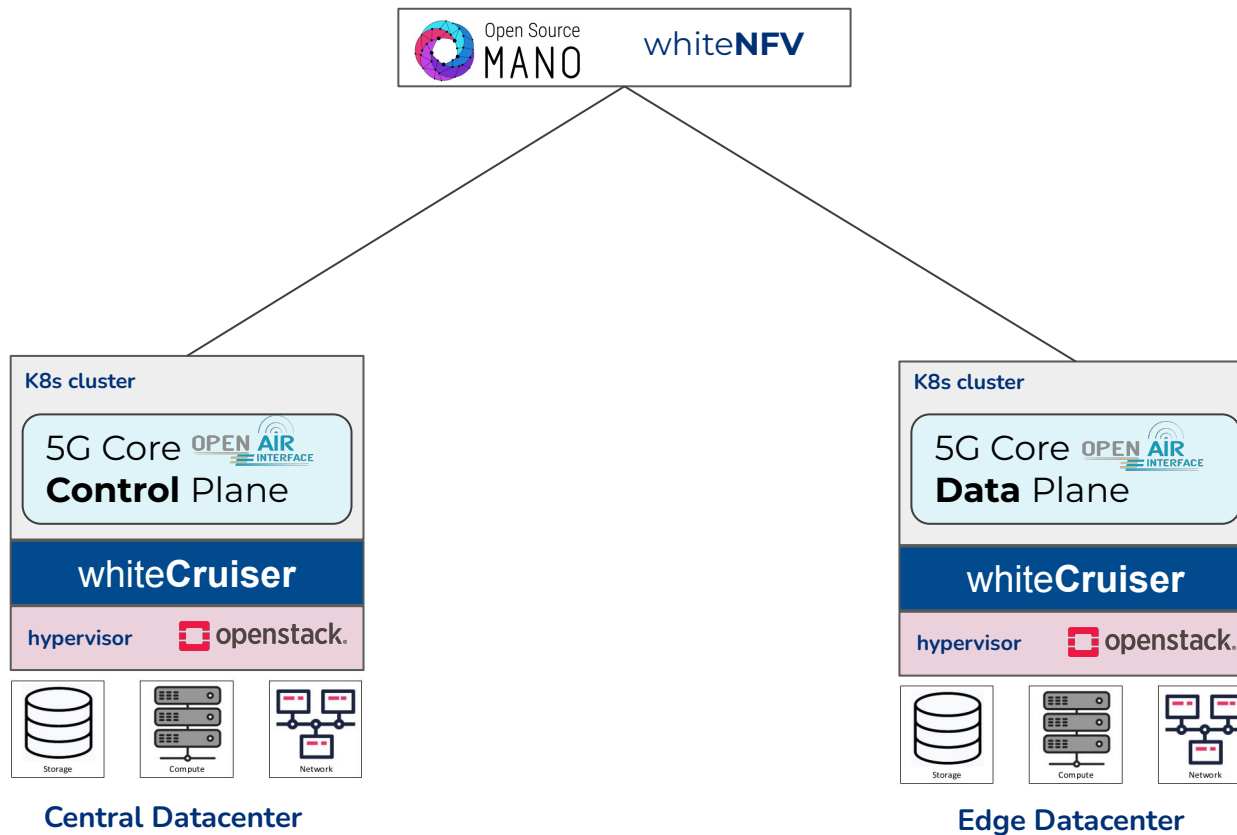 Open Source
MANO
whiteNFV
K8s cluster
5G Core OPEN AIR INTERFACE
Control Plane
whiteCruiser
hypervisor openstack.
Storage
Compute
Network
Central Datacenter
K8s cluster
5G Core OPEN AIR INTERFACE
Data Plane
whiteCruiser
hypervisor openstack.
Storage
Compute
Network
Edge Datacenter